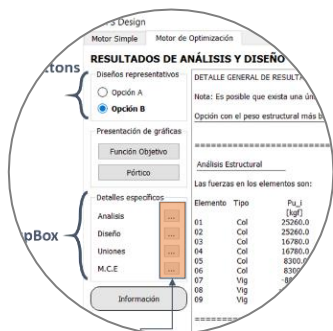 Design
Motor Simple
Motor de Optimización
RESULTADOS DE ANÁLISIS Y DISEÑO
Diseños representativos
Opción A
Opción B
Presentación de gráficas
Función Objetivo
Pórtico
Detalles específicos
Analisis ...
Diseño ...
Uniones ...
M.C.E ...
Información
DETALLE GENERAL DE
Nota: Es posible que exista una
Opción con el peso estructural más
Análisis Estructural
Las fuerzas en los elementos son:
Elemento Tipo Pu_i
[kgf]
01 Col 25260.0
02 Col 25260.0
03 Col 16780.0
04 Col 16780.0
05 Col 8300.0
06 Col
07 Vig
08 Vig
09 Vig